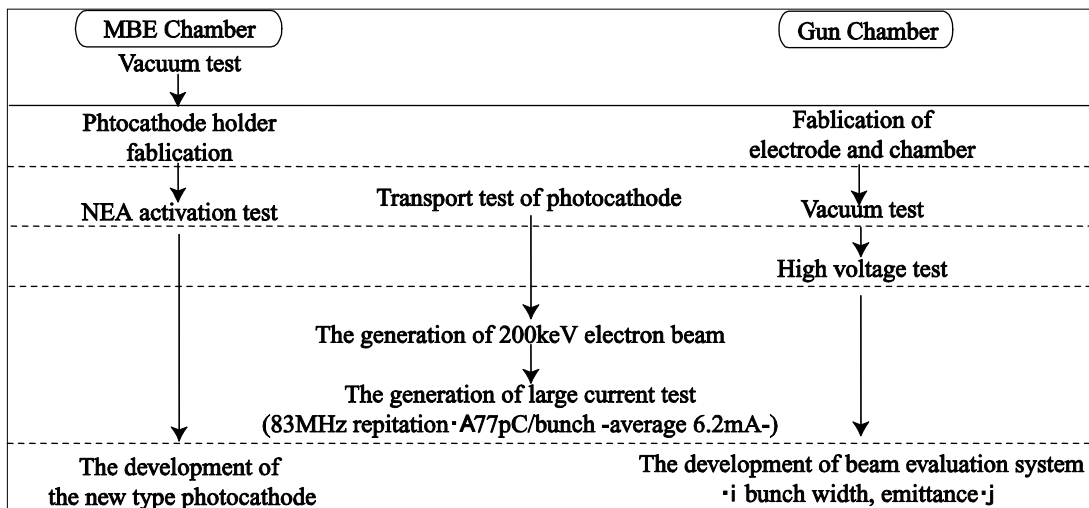 MBE Chamber
Gun Chamber
Vacuum test
Phtocathode holder
fablication
Fablication of
electrode and chamber
NEA activation test
Transport test of photocathode
Vacuum test
High voltage test
The generation of 200keV electron beam
The generation of large current test
(83MHz repitation・A77pC/bunch -average 6.2mA-)
The development of
the new type photocathode
The development of beam evaluation system
・i bunch width, emittance・j